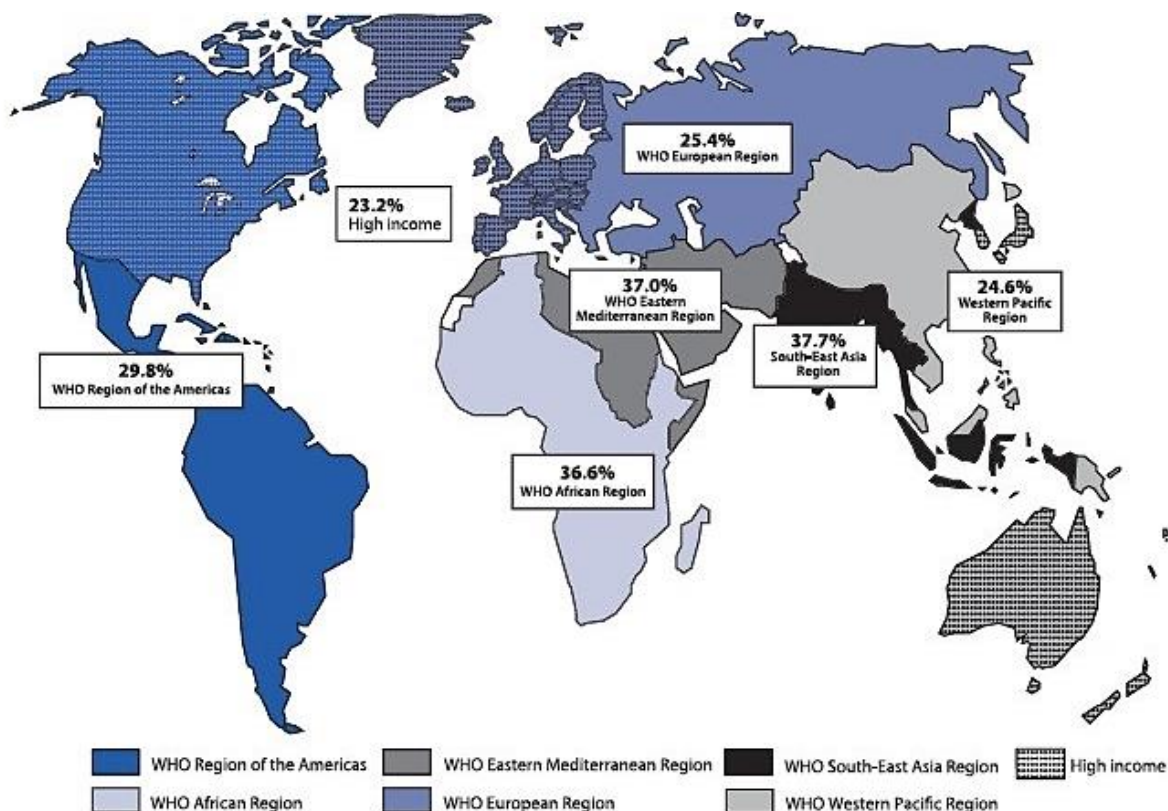 25.4%
WHO European Region
23.2%
High income
37.0%
WHO Eastern
Mediterranean Region
24.6%
Western Pacific
Region
37.7%
South-East Asia
Region
29.8%
WHO Region of the Americas
36.6%
WHO African Region
WHO Region of the Americas
WHO Eastern Mediterranean Region
WHO South-East Asia Region
High income
WHO African Region
WHO European Region
WHO Western Pacific Region